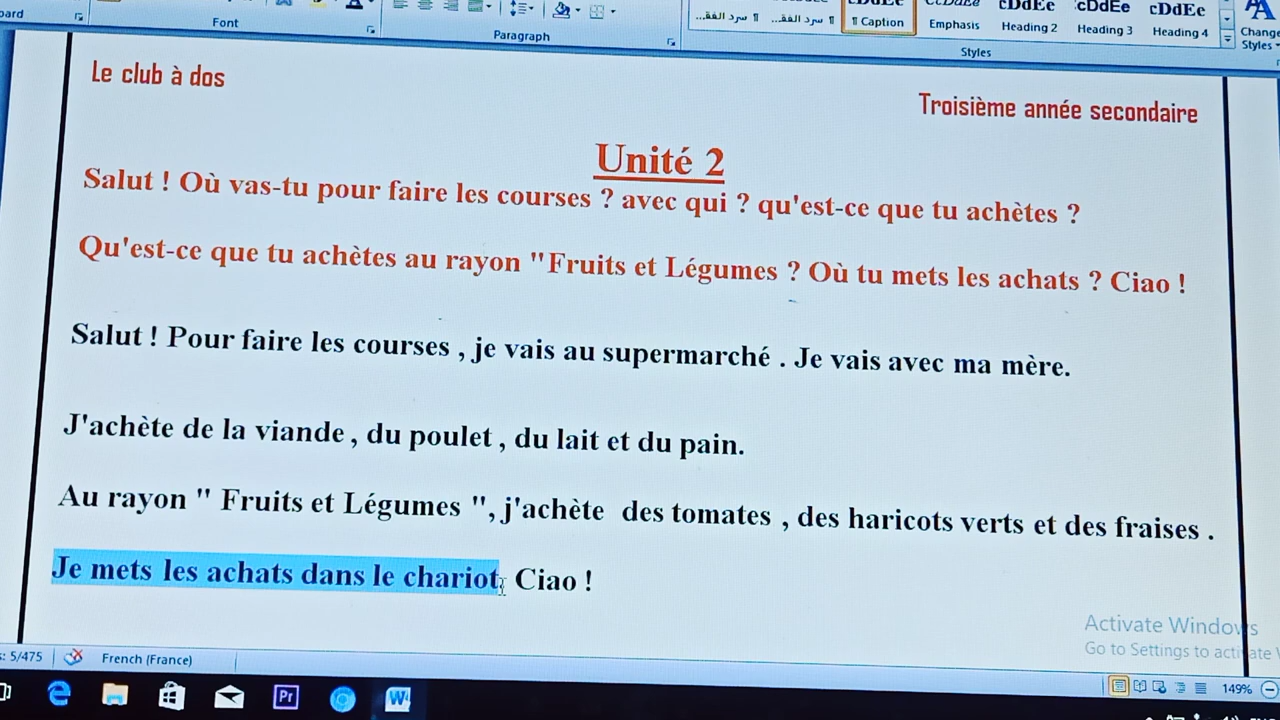 Font
Paragraph
Caption
Emphasis
Heading 2
Heading 3
Heading 4
Change
Styles
Styles
Le club à dos
Troisième année secondaire
Unité 2
Salut ! Où vas-tu pour faire les courses ? avec qui ? qu'est-ce que tu achètes ?
Qu'est-ce que tu achètes au rayon "Fruits et Légumes ? Où tu mets les achats ? Ciao !
Salut ! Pour faire les courses , je vais au supermarché . Je vais avec ma mère.
J'achète de la viande , du poulet , du lait et du pain.
Au rayon " Fruits et Légumes ", j'achète des tomates , des haricots verts et des fraises .
Je mets les achats dans le chariot. Ciao !
Activate Windows
Go to Settings to activate
: 5/475 French (France)
149%
Pr